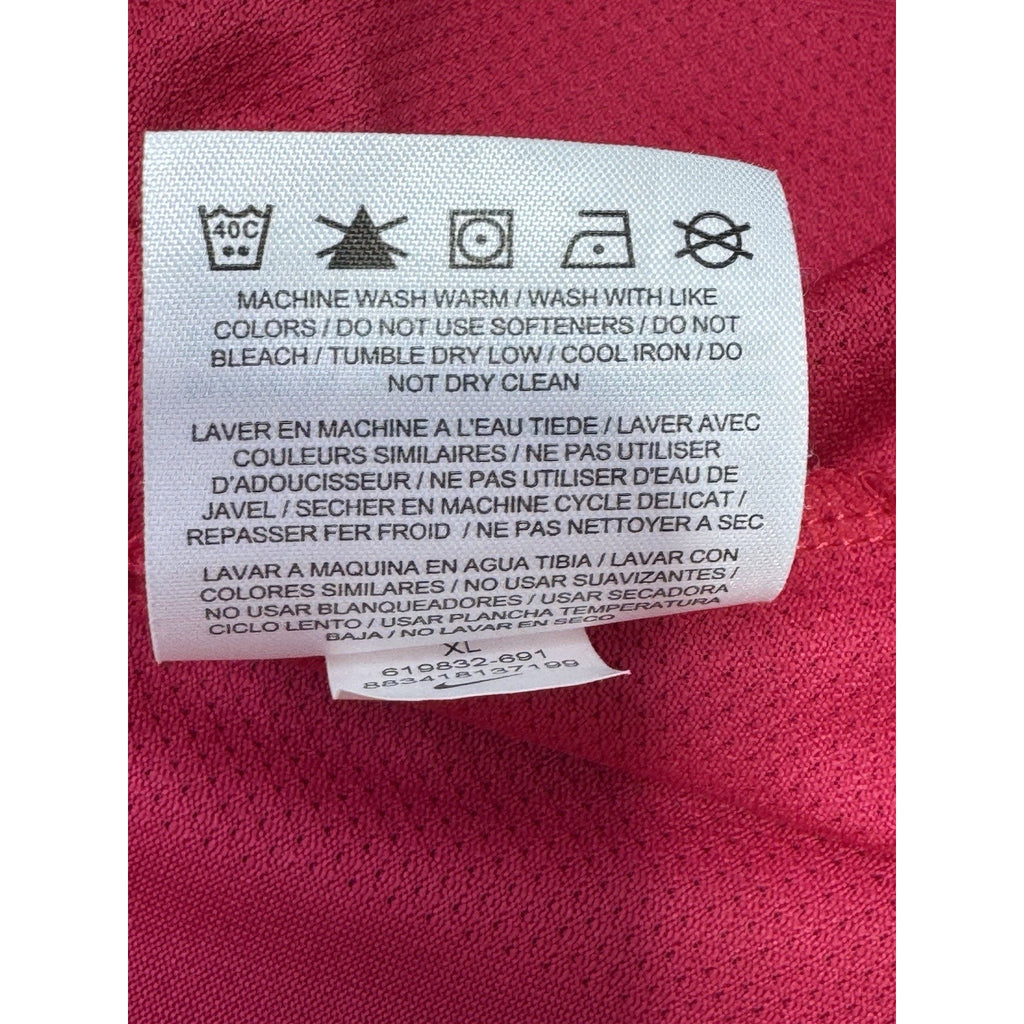 40C
MACHINE WASH WARM / WASH WITH LIKE
COLORS / DO NOT USE SOFTENERS / DO NOT
BLEACH / TUMBLE DRY LOW / COOL IRON / DO
NOT DRY CLEAN
LAVER EN MACHINE A L'EAU TIEDE / LAVER AVEC
COULEURS SIMILAIRES / NE PAS UTILISER
D'ADOUCISSEUR / NE PAS UTILISER D'EAU DE
JAVEL / SECHER EN MACHINE CYCLE DELICAT /
REPASSER FER FROID / NE PAS NETTOYER A SEC
LAVAR A MAQUINA EN AGUA TIBIA / LAVAR CON
COLORES SIMILARES / NO USAR SUAVIZANTES /
NO USAR BLANQUEADORES / USAR SECADORA
CICLO LENTO / USAR PLANCHA TEMPERATURA
BAJA / NO LAVAR EN SECO
XL
619832-691
883418137199